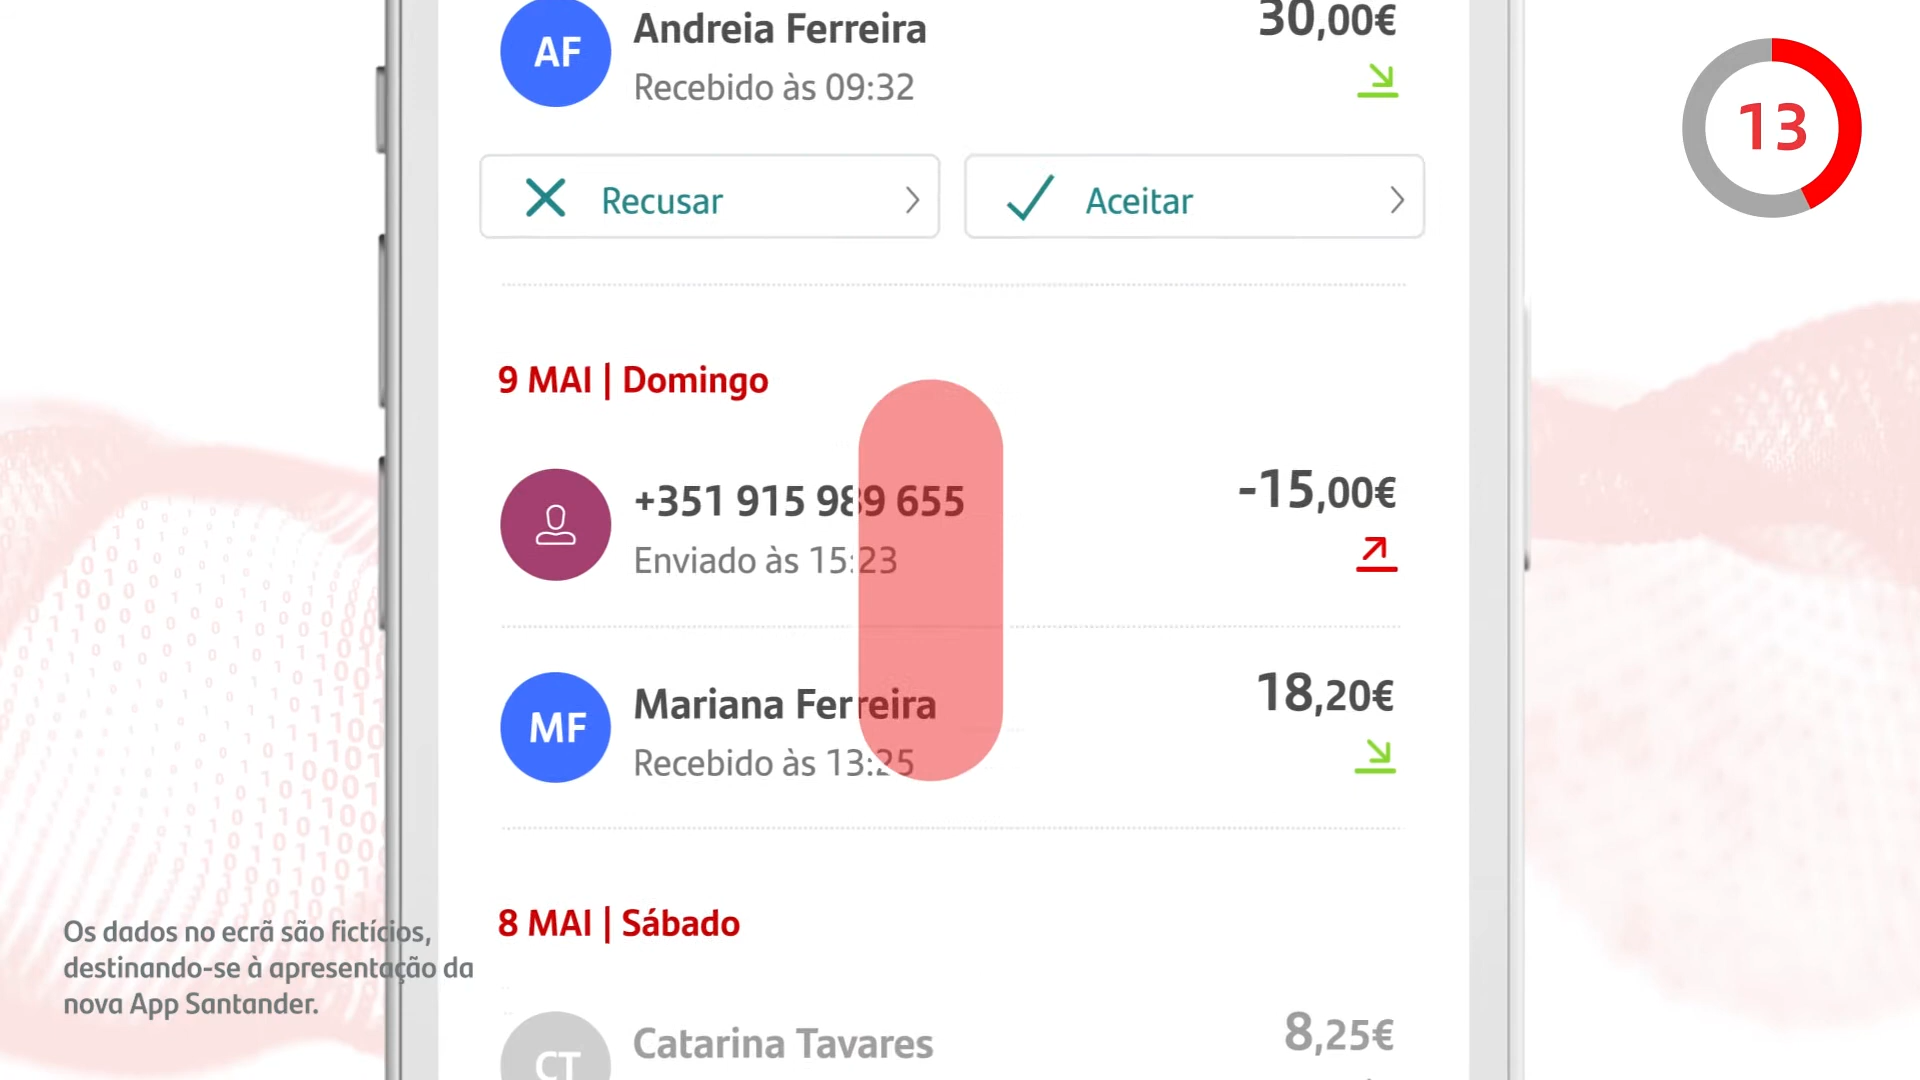 AF
Andreia Ferreira
30,00€
Recebido às 09:32
13
Recusar
Aceitar
9 MAI | Domingo
+351 915 989 655
-15,00€
Enviado às 15:23
MF
Mariana Ferreira
18,20€
Recebido às 13:25
8 MAI | Sábado
CT
Catarina Tavares
8,25€
Os dados no ecrã são fictícios,
destinando-se à apresentação da
nova App Santander.